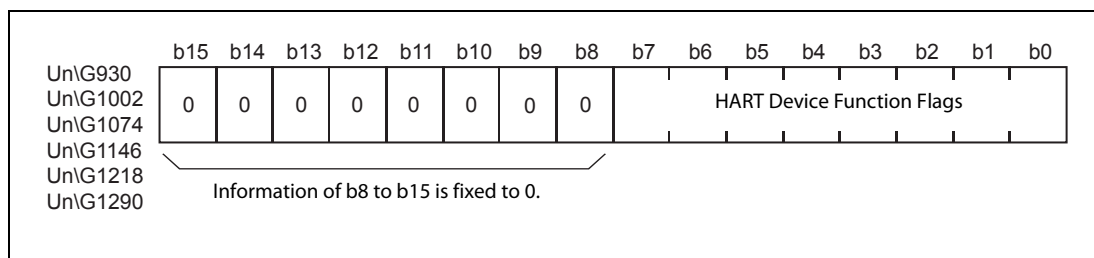 b15 b14 b13 b12 b11 b10 b9 b8 b7 b6 b5 b4 b3 b2 b1 b0
Un\G930
Un\G1002
Un\G1074
Un\G1146
Un\G1218
Un\G1290
0 0 0 0 0 0 0 0 HART Device Function Flags
Information of b8 to b15 is fixed to 0.